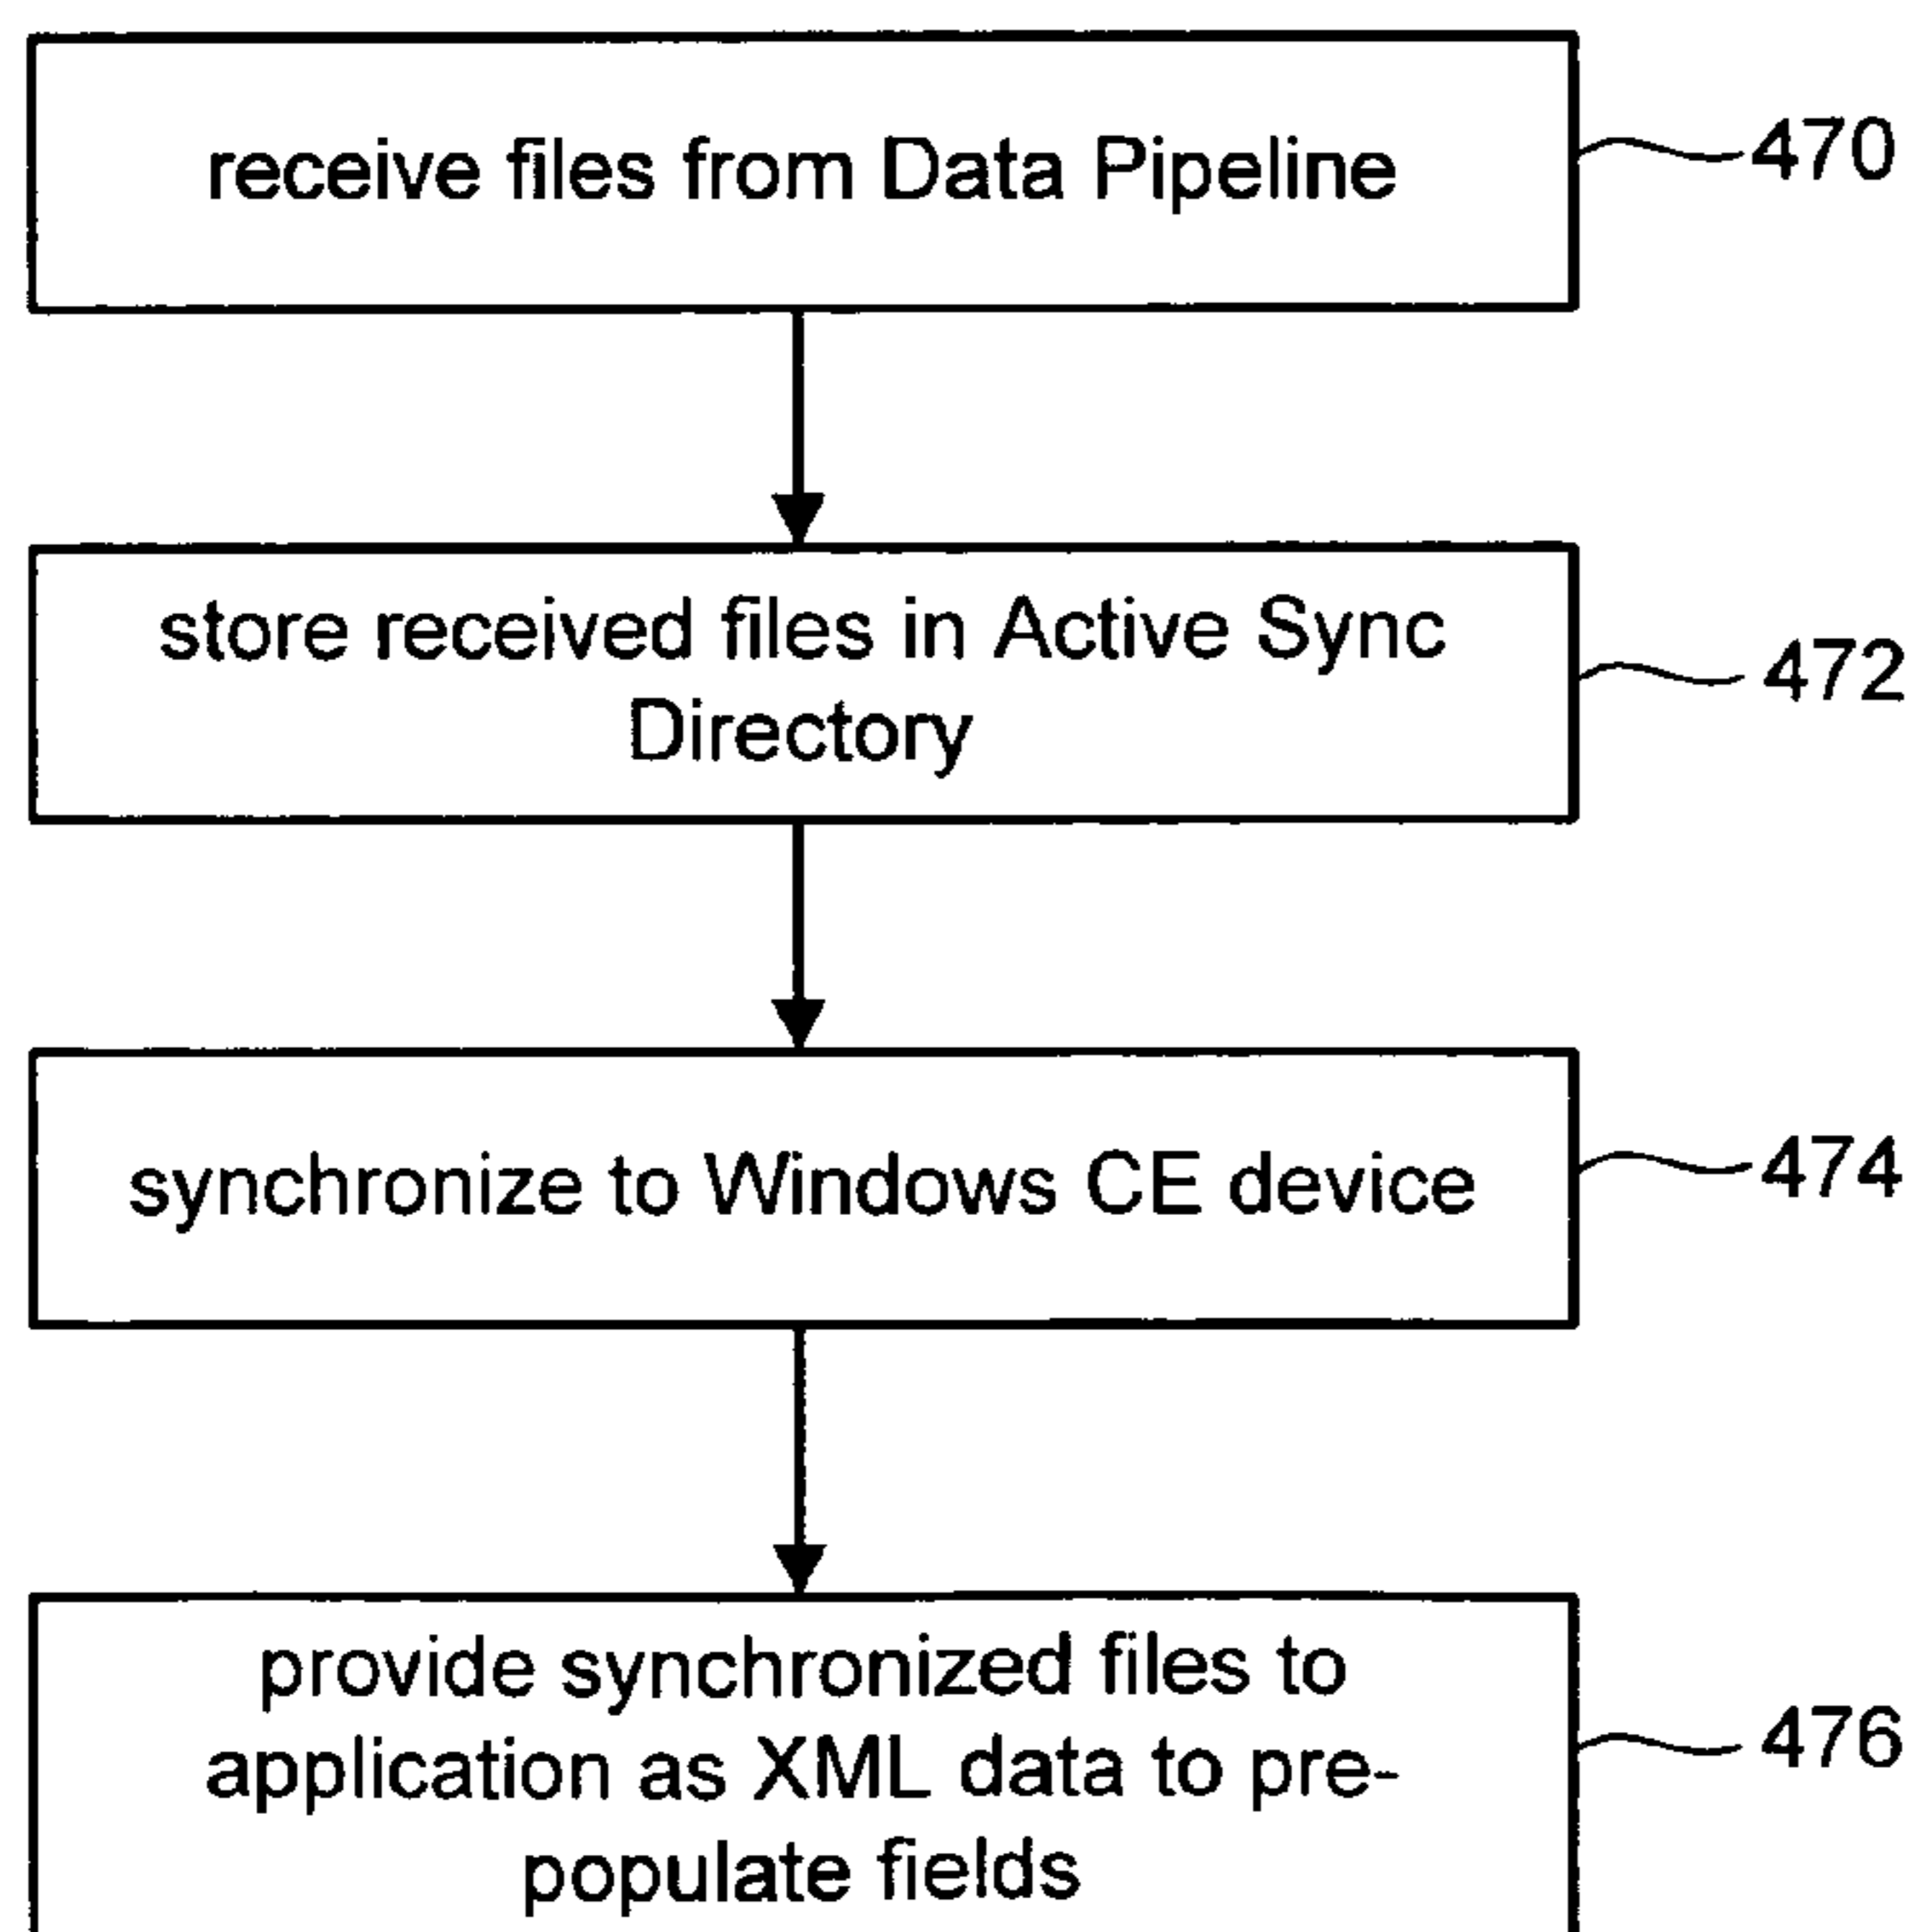 receive files from Data Pipeline
470
store received files in Active Sync
Directory
472
synchronize to Windows CE device
474
provide synchronized files to
application as XML data to pre-
populate fields
476